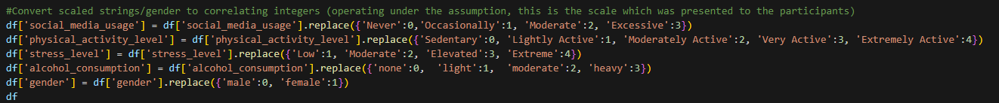 #Convert scaled strings/gender to correlating integers (operating under the assumption, this is the scale which was presented to the participants)
df['social_media_usage'] = df['social_media_usage'].replace({'Never':0,'Occasionally':1, 'Moderate':2, 'Excessive':3})
df['physical_activity_level'] = df['physical_activity_level'].replace({'Sedentary':0, 'Lightly Active':1, 'Moderately Active':2, 'Very Active':3, 'Extremely Active':4})
df['stress_level'] = df['stress_level'].replace({'Low':1, 'Moderate':2, 'Elevated':3, 'Extreme':4})
df['alcohol_consumption'] = df['alcohol_consumption'].replace({'none':0,  'light':1,  'moderate':2, 'heavy':3})
df['gender'] = df['gender'].replace({'male':0, 'female':1})
df